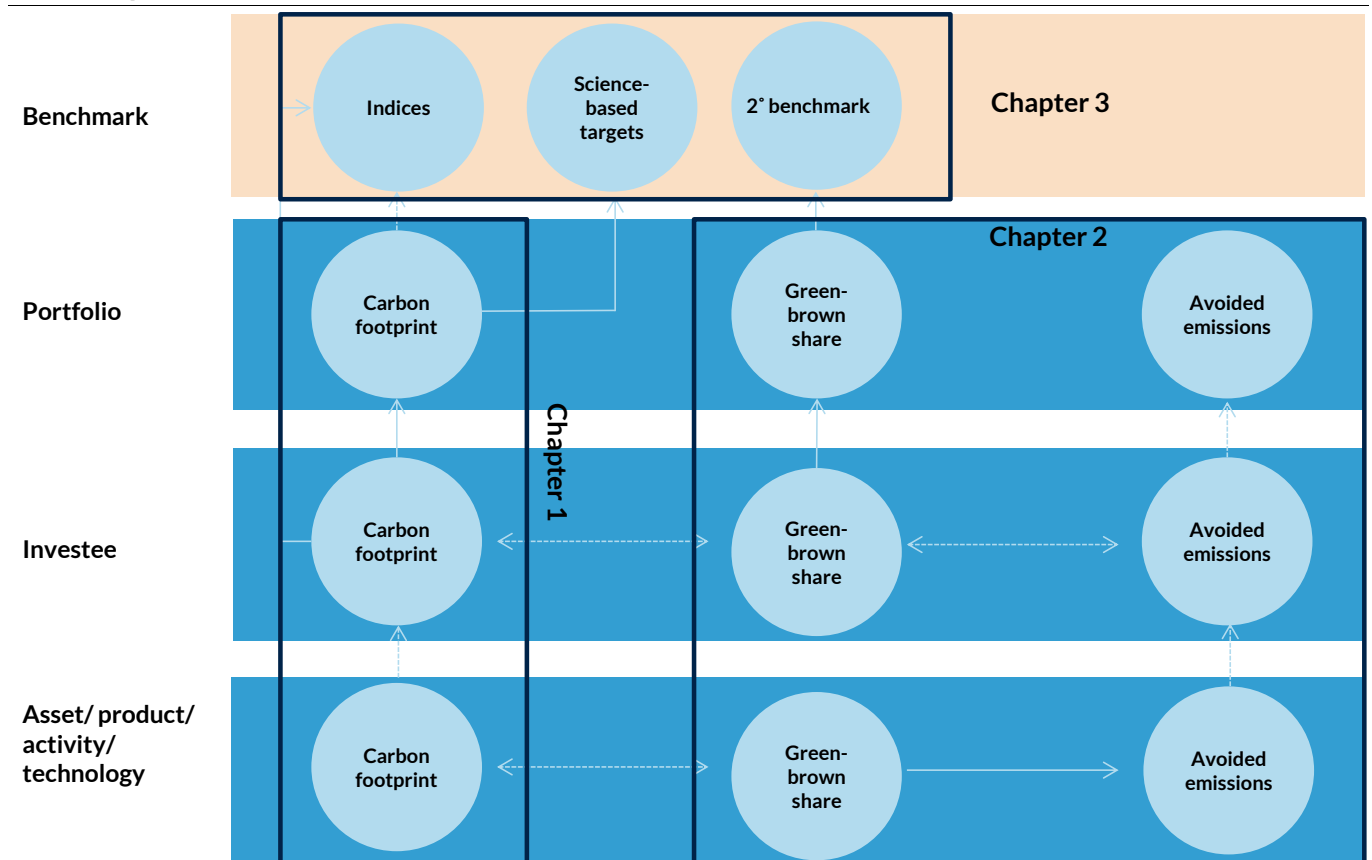 Benchmark
Indices
Science-
based
targets
2° benchmark
Chapter 3
Portfolio
Carbon
footprint
Green-
brown
share
Chapter 2
Avoided
emissions
Chapter 1
Investee
Carbon
footprint
Green-
brown
share
Avoided
emissions
Asset/ product/
activity/
technology
Carbon
footprint
Green-
brown
share
Avoided
emissions